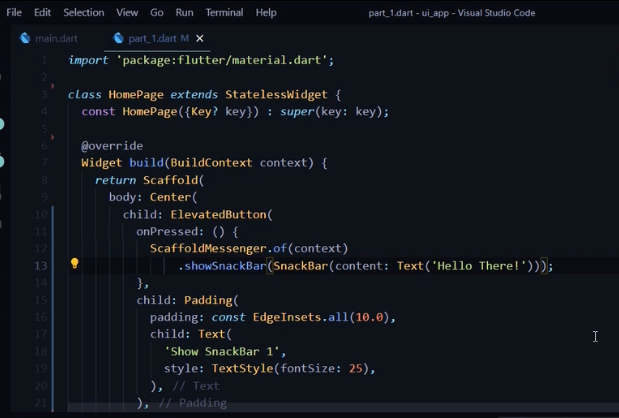 File Edit Selection View Go Run Terminal Help part_1.dart - ui_app - Visual Studio Code
main.dart part_1.dart M ×
1 import 'package:flutter/material.dart';
2
3 class HomePage extends StatelessWidget {
4 const HomePage({Key? key}) : super(key: key);
5
6 @override
7 Widget build(BuildContext context) {
8 return Scaffold(
9 body: Center(
10 child: ElevatedButton(
11 onPressed: () {
12 ScaffoldMessenger.of(context)
13 .showSnackBar(SnackBar(content: Text('Hello There!')));
14 },
15 child: Padding(
16 padding: const EdgeInsets.all(10.0),
17 child: Text(
18 'Show SnackBar 1',
19 style: TextStyle(fontSize: 25),
20 ), // Text
21 ), // Padding